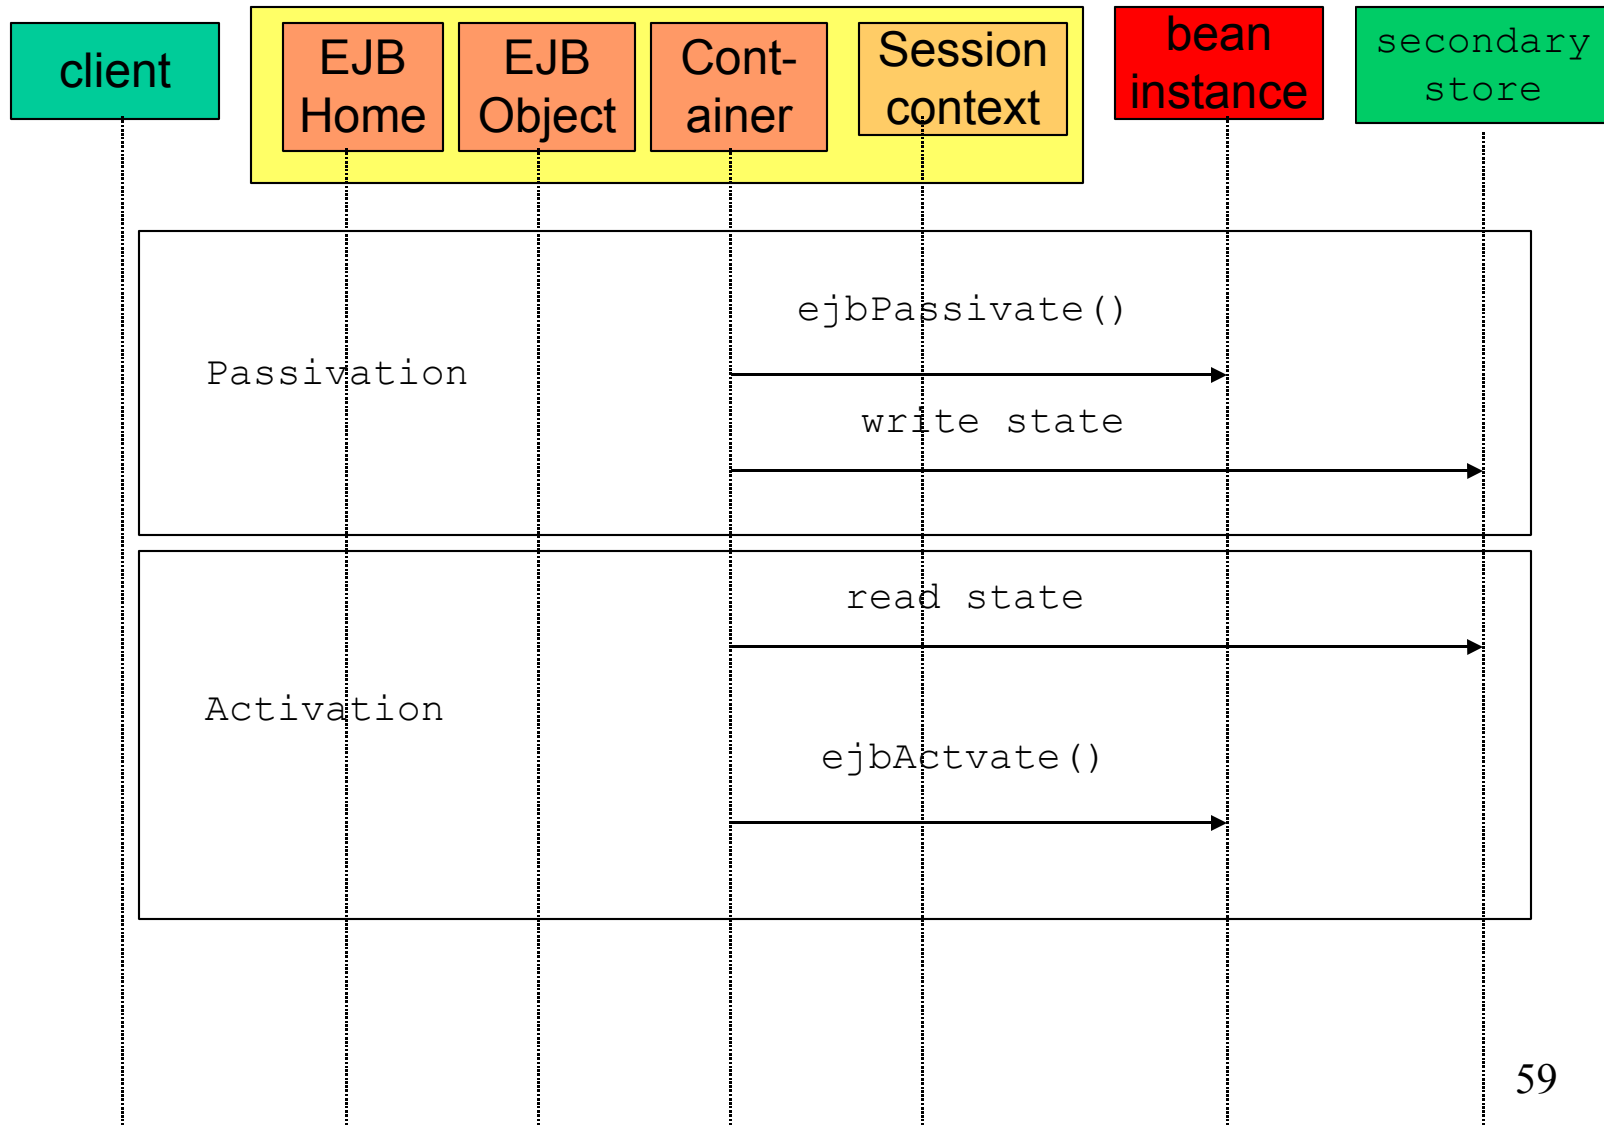 client
EJB
Home
EJB
Object
Cont-
ainer
Session
context
bean
instance
secondary
store
ejbPassivate()
Passivation
write state
read state
Activation
ejbActvate()
59